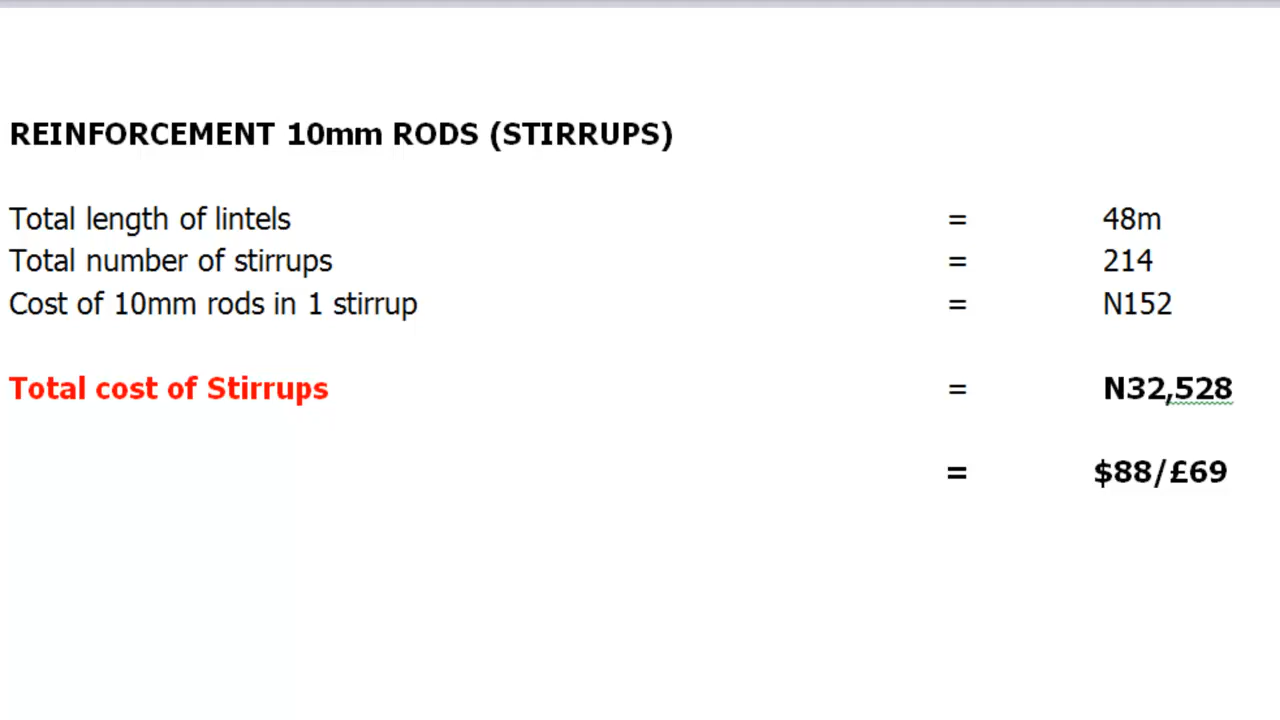 REINFORCEMENT 10mm RODS (STIRRUPS)
Total length of lintels = 48m
Total number of stirrups = 214
Cost of 10mm rods in 1 stirrup = N152
Total cost of Stirrups = N32,528
= $88/£69